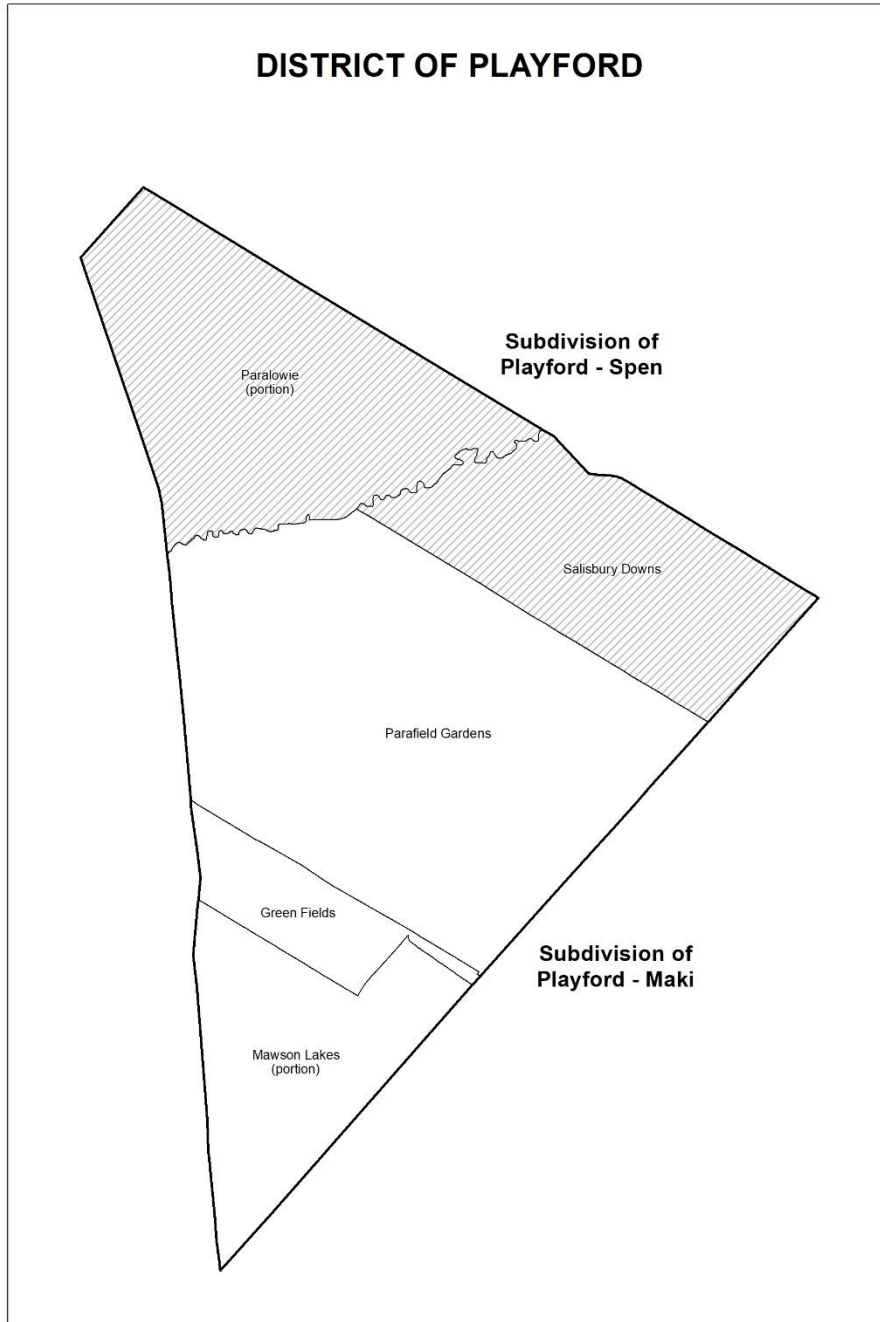 DISTRICT OF PLAYFORD
Subdivision of
Playford - Spen
Paralowie
(portion)
Salisbury Downs
Parafield Gardens
Green Fields
Subdivision of
Playford - Maki
Mawson Lakes
(portion)